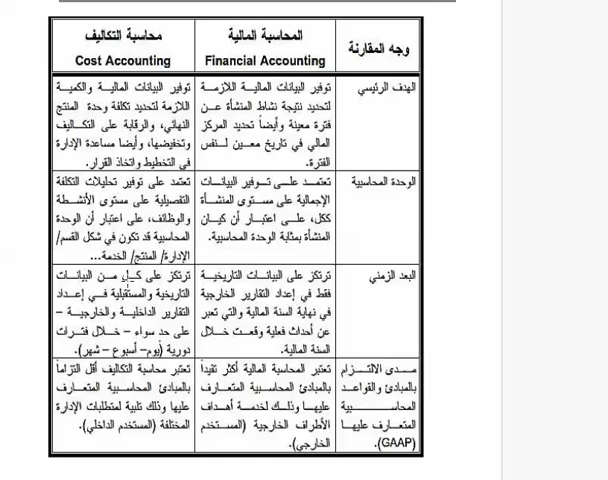 وجه المقارنة
المحاسبة المالية
Financial Accounting
محاسبة التكاليف
Cost Accounting
الهدف الرئيسي
توفير البيانات المالية اللازمة
لتحديد نتيجة نشاط المنشأة عن
فترة معينة وأيضاً تحديد المركز
المالي في تاريخ معين لنفس
الفترة.
توفير البيانات المالية والكمية
اللازمة لتحديد تكلفة وحدة المنتج
النهائي، والرقابة على التكاليف
وتخفيضها، وأيضا مساعدة الإدارة
في التخطيط واتخاذ القرار.
الوحدة المحاسبية
تعتمد على توفير البيانات
الإجمالية على مستوى المنشأة
ككل، على اعتبار أن كيان
المنشأة بمثابة الوحدة المحاسبية.
تعتمد على توفير تحليلات التكلفة
التفصيلية على مستوى الأنشطة
والوظائف، على اعتبار أن الوحدة
المحاسبية قد تكون في شكل القسم/
الإدارة/ المنتج/ الخدمة...
البعد الزمني
ترتكز على البيانات التاريخية
فقط في إعداد التقارير الخارجية
في نهاية السنة المالية والتي تعبر
عن أحداث فعلية وقعت خلال
السنة المالية.
ترتكز على كل من البيانات
التاريخية والمستقبلية في إعداد
التقارير الداخلية والخارجية –
على حد سواء – خلال فترات
دورية (يوم– أسبوع – شهر).
مدى الالتزام
بالمبادئ والقواعد
المحاسبية
المتعارف عليها
(GAAP).
تعتبر المحاسبة المالية أكثر تقيداً
بالمبادئ المحاسبية المتعارف
عليها وذلك لخدمة أهداف
الأطراف الخارجية (المستخدم
الخارجي).
تعتبر محاسبة التكاليف أقل التزاماً
بالمبادئ المحاسبية المتعارف
عليها وذلك تلبية لمتطلبات الإدارة
المختلفة (المستخدم الداخلي).